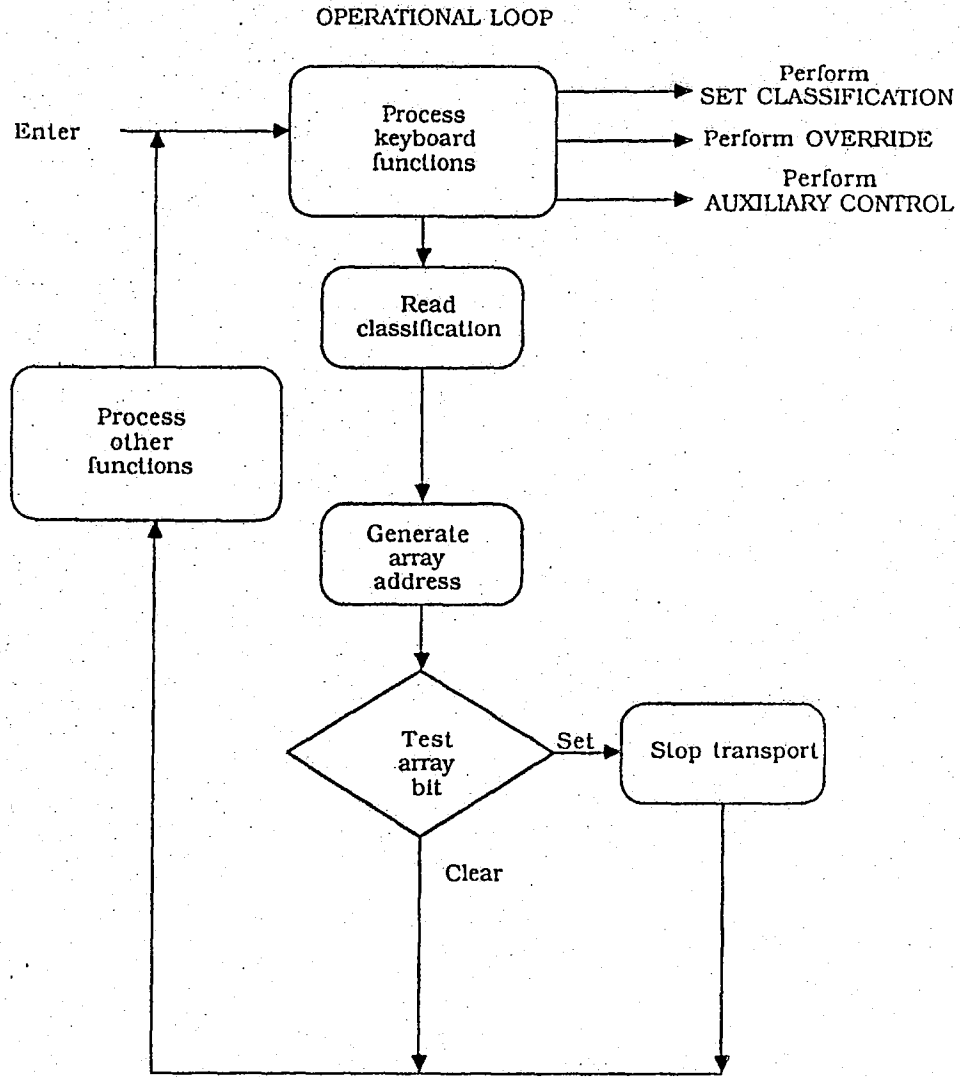 OPERATIONAL LOOP
Enter
Process
keyboard
functions
Perform
SET CLASSIFICATION
Perform OVERRIDE
Perform
AUXILIARY CONTROL
Read
classification
Process
other
functions
Generate
array
address
Test
array
bit
Set
Stop transport
Clear